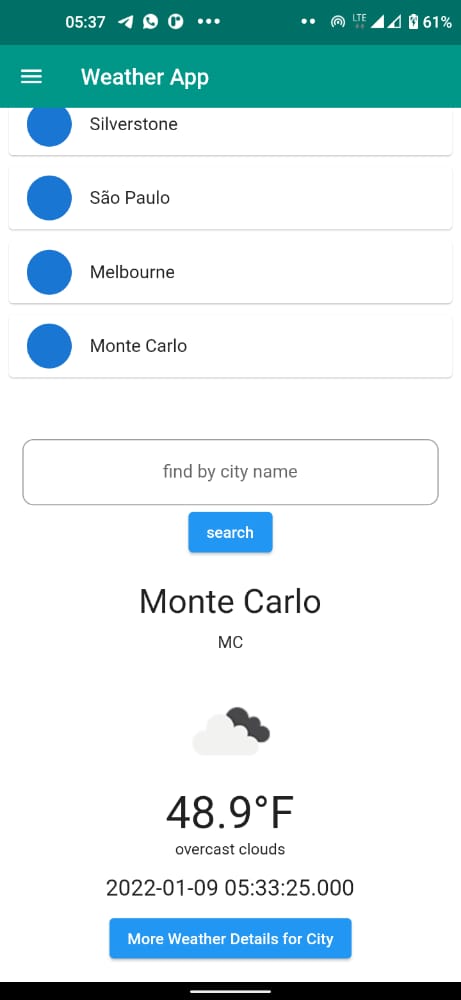 05:37
LTE
61%
Weather App
Silverstone
São Paulo
Melbourne
Monte Carlo
find by city name
search
Monte Carlo
MC
48.9°F
overcast clouds
2022-01-09 05:33:25.000
More Weather Details for City